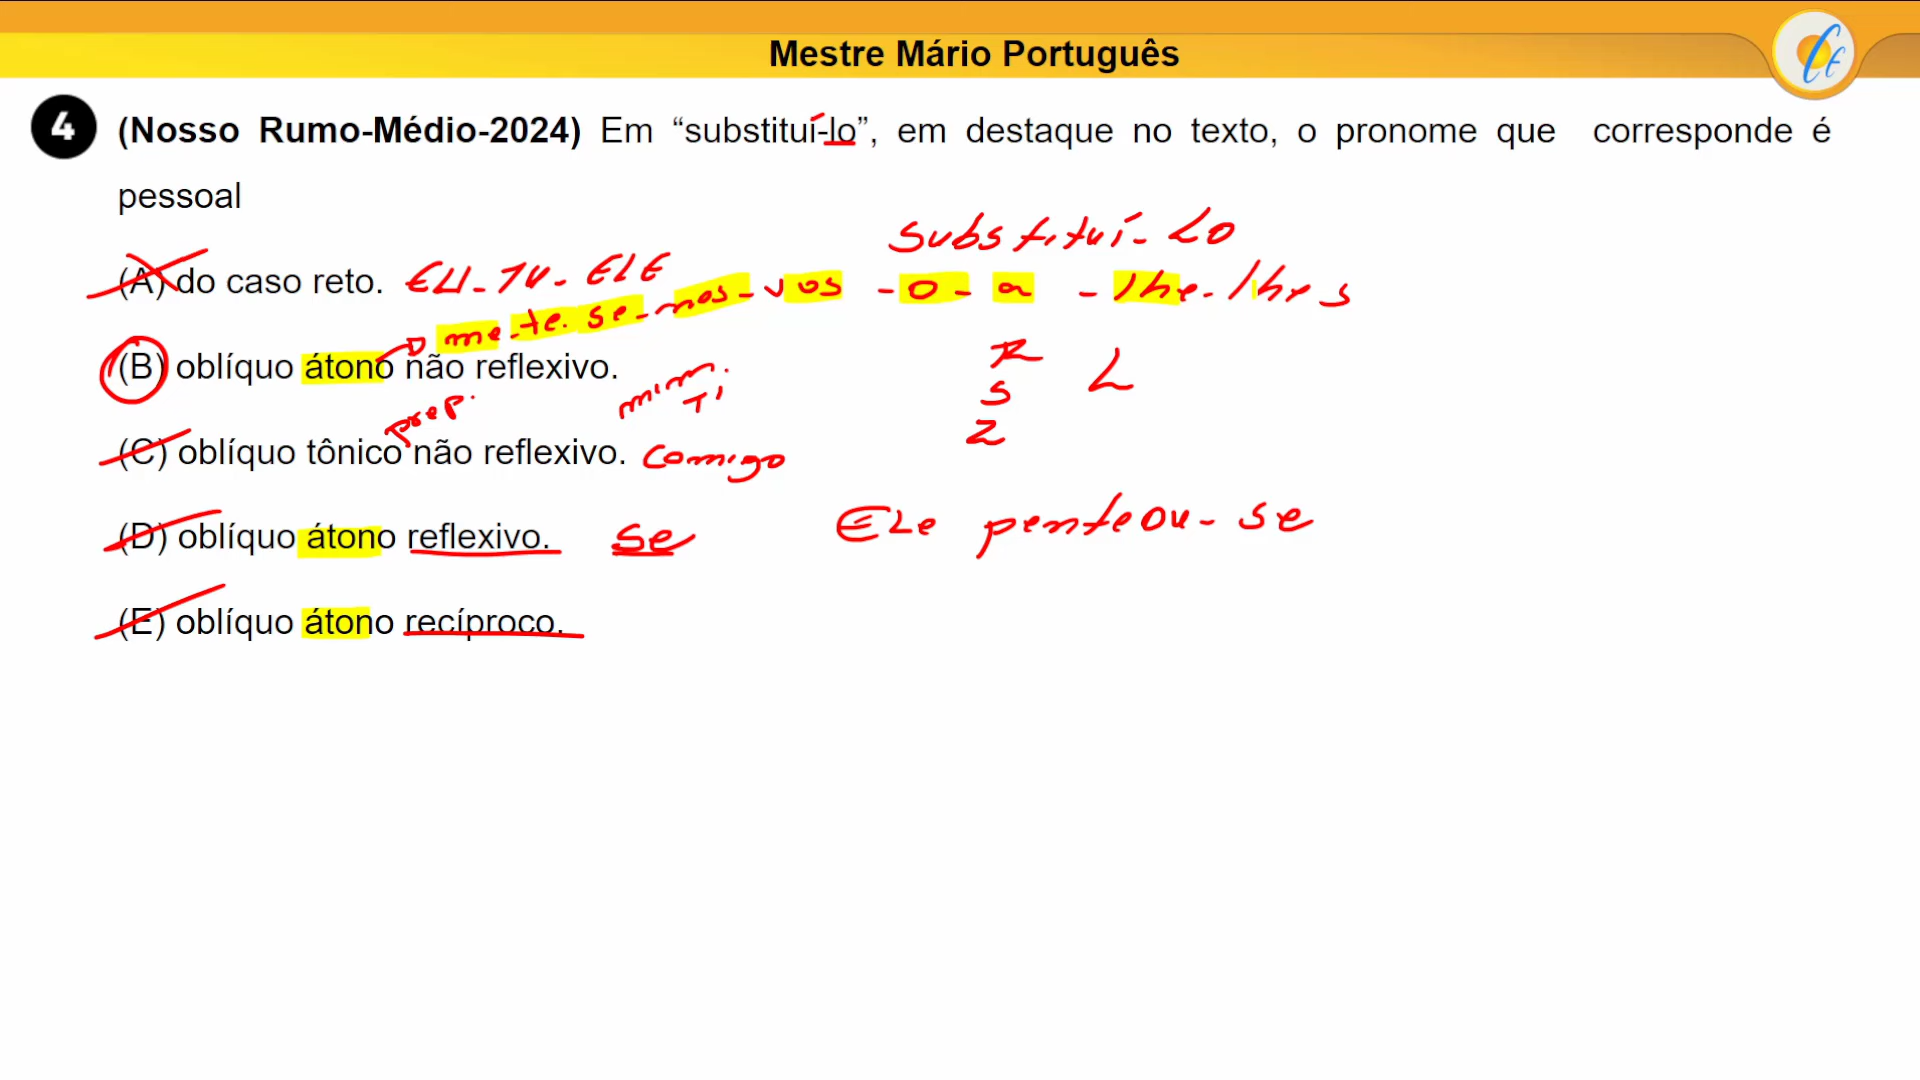 Mestre Mário Português
4 (Nosso Rumo-Médio-2024) Em “substituí-lo”, em destaque no texto, o pronome que corresponde é
pessoal
substituí-Lo
(A) do caso reto. EU-TU-ELE
me-te-se-nos-vos -o-a -lhe-lhes
(B) oblíquo átono não reflexivo.
R
S L
Z
prep. mim. Ti
(C) oblíquo tônico não reflexivo. comigo
(D) oblíquo átono reflexivo. se ELe penteou-se
(E) oblíquo átono recíproco.